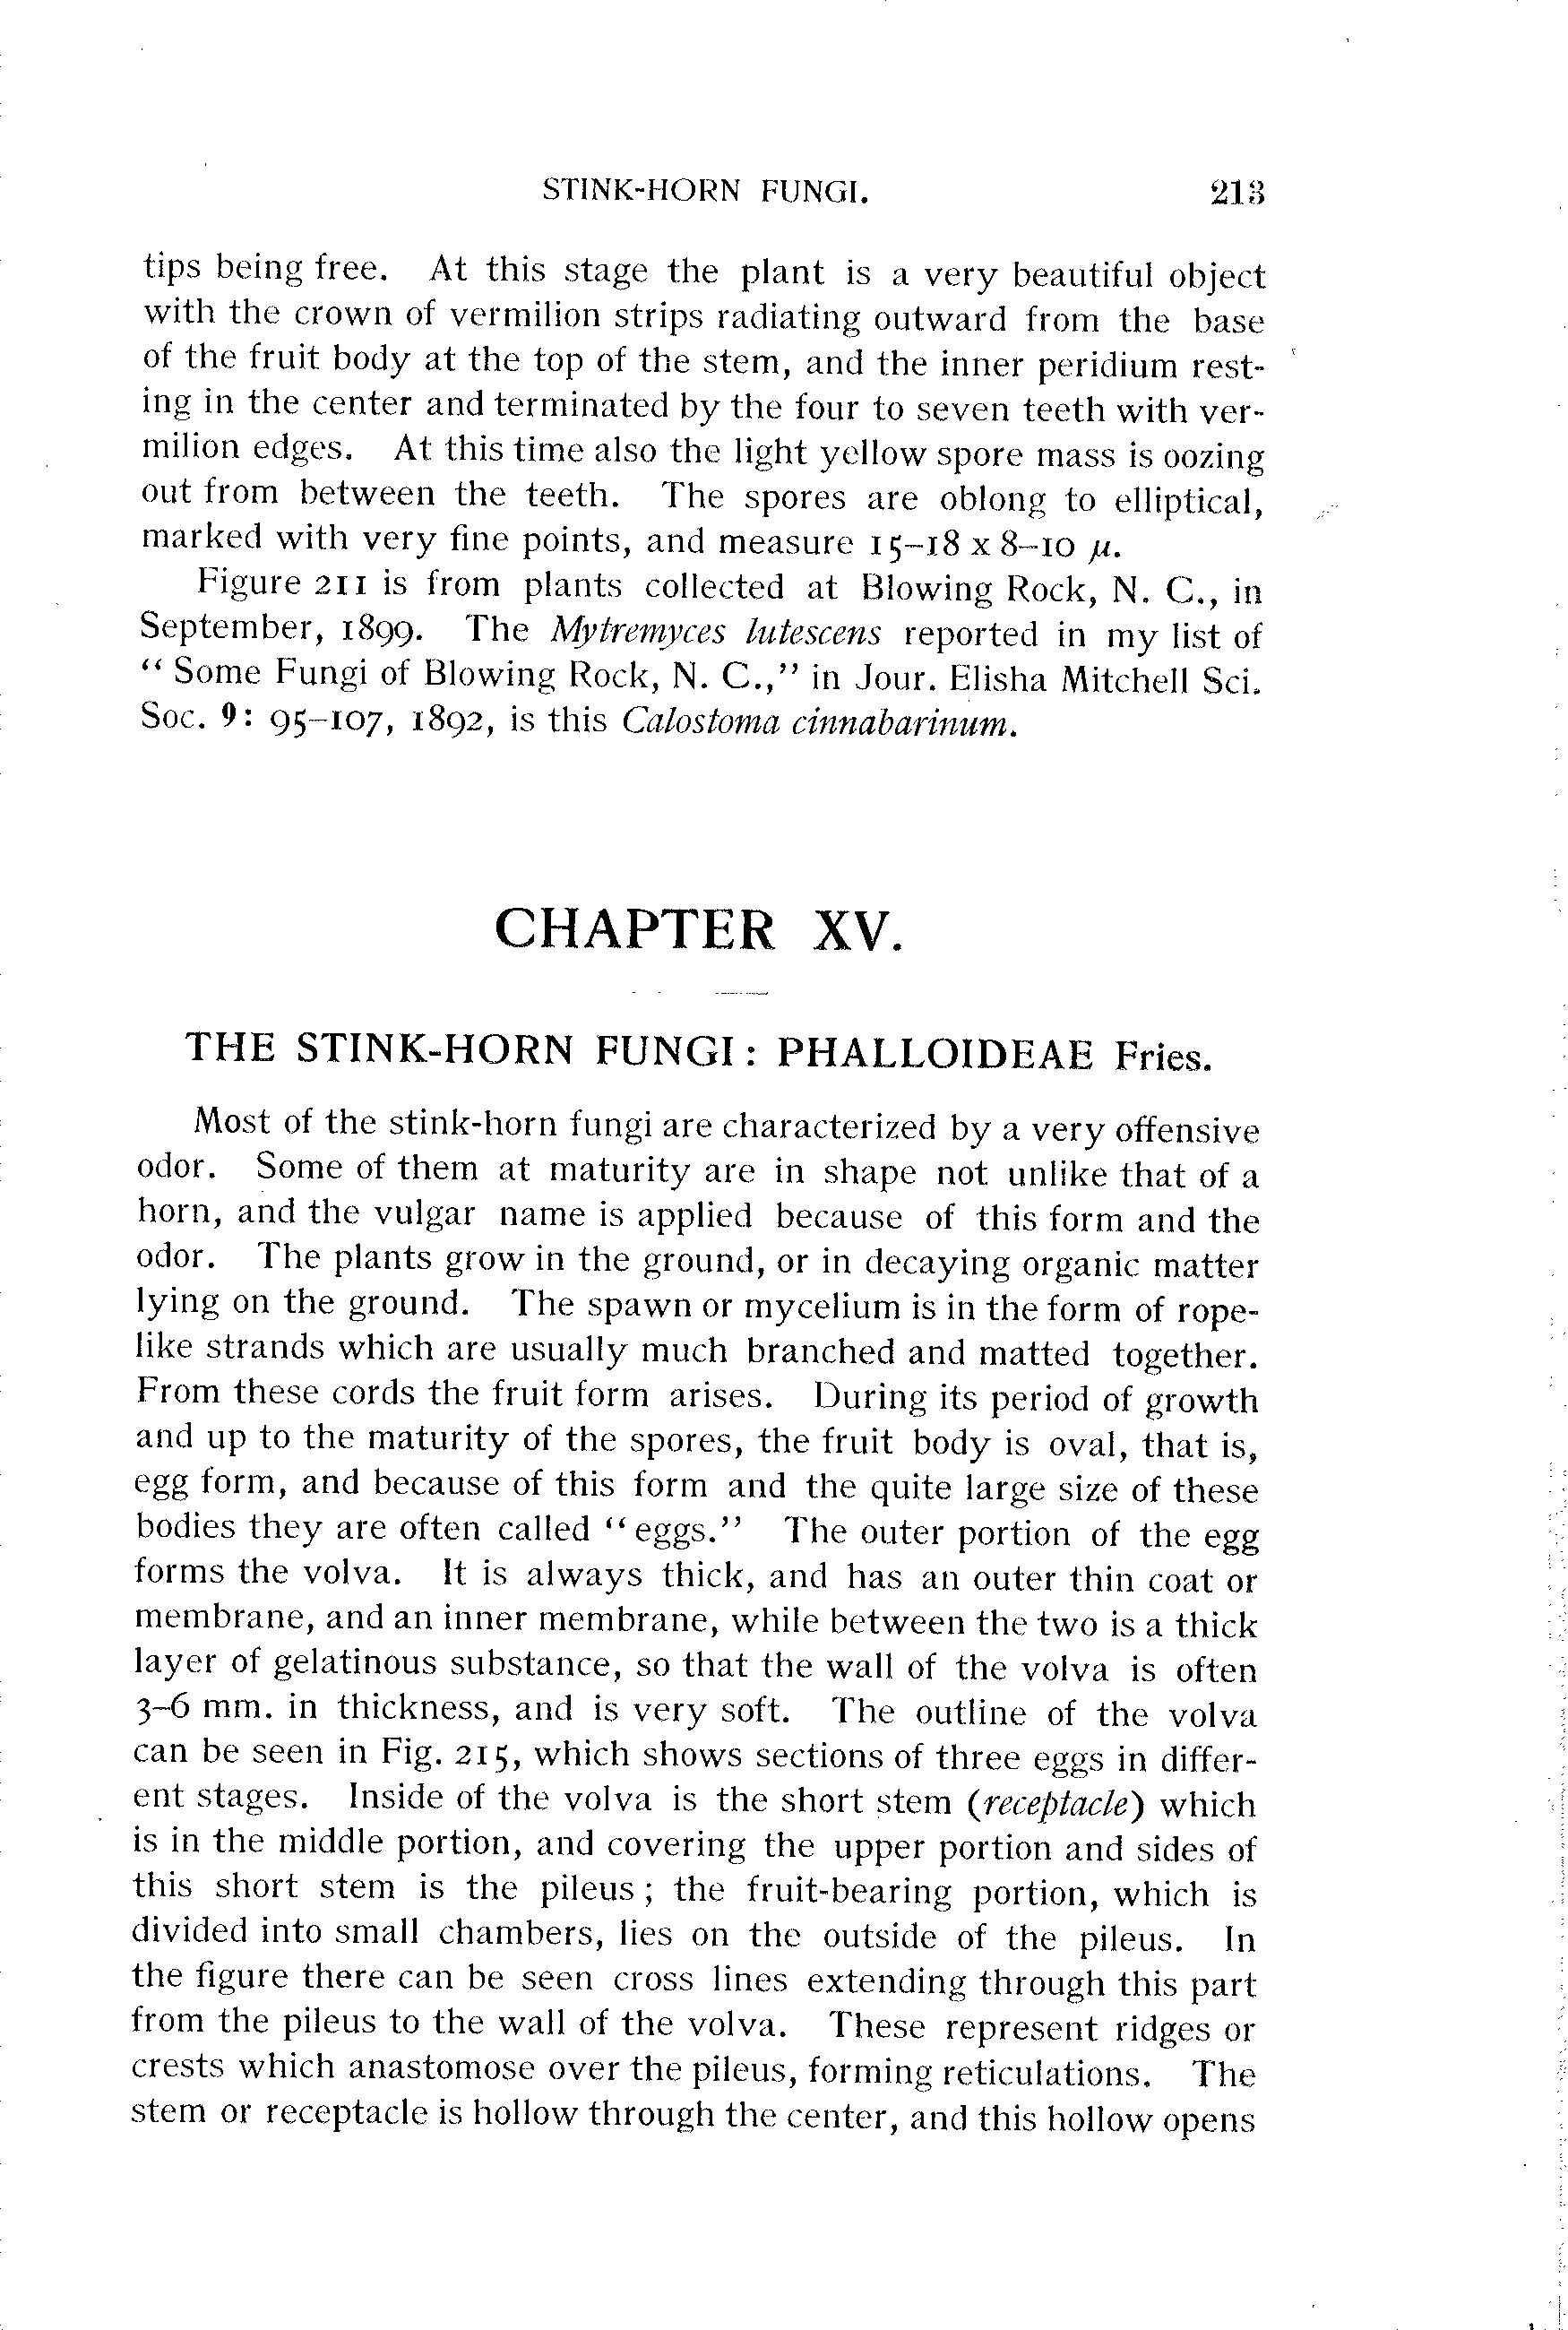 STINK-HORN FUNGI. 213
tips being free. At this stage the plant is a very beautiful object
with the crown of vermilion strips radiating outward from the base
of the fruit body at the top of the stem, and the inner peridium rest-
ing in the center and terminated by the four to seven teeth with ver-
milion edges. At this time also the light yellow spore mass is oozing
out from between the teeth. The spores are oblong to elliptical,
marked with very fine points, and measure 15–18 x 8–10 μ.
Figure 211 is from plants collected at Blowing Rock, N. C., in
September, 1899. The Mytremyces lutescens reported in my list of
“ Some Fungi of Blowing Rock, N. C.,” in Jour. Elisha Mitchell Sci.
Soc. 9: 95–107, 1892, is this Calostoma cinnabarinum.
CHAPTER XV.
THE STINK-HORN FUNGI: PHALLOIDEAE Fries.
Most of the stink-horn fungi are characterized by a very offensive
odor. Some of them at maturity are in shape not unlike that of a
horn, and the vulgar name is applied because of this form and the
odor. The plants grow in the ground, or in decaying organic matter
lying on the ground. The spawn or mycelium is in the form of rope-
like strands which are usually much branched and matted together.
From these cords the fruit form arises. During its period of growth
and up to the maturity of the spores, the fruit body is oval, that is,
egg form, and because of this form and the quite large size of these
bodies they are often called “eggs.” The outer portion of the egg
forms the volva. It is always thick, and has an outer thin coat or
membrane, and an inner membrane, while between the two is a thick
layer of gelatinous substance, so that the wall of the volva is often
3–6 mm. in thickness, and is very soft. The outline of the volva
can be seen in Fig. 215, which shows sections of three eggs in differ-
ent stages. Inside of the volva is the short stem (receptacle) which
is in the middle portion, and covering the upper portion and sides of
this short stem is the pileus; the fruit-bearing portion, which is
divided into small chambers, lies on the outside of the pileus. In
the figure there can be seen cross lines extending through this part
from the pileus to the wall of the volva. These represent ridges or
crests which anastomose over the pileus, forming reticulations. The
stem or receptacle is hollow through the center, and this hollow opens